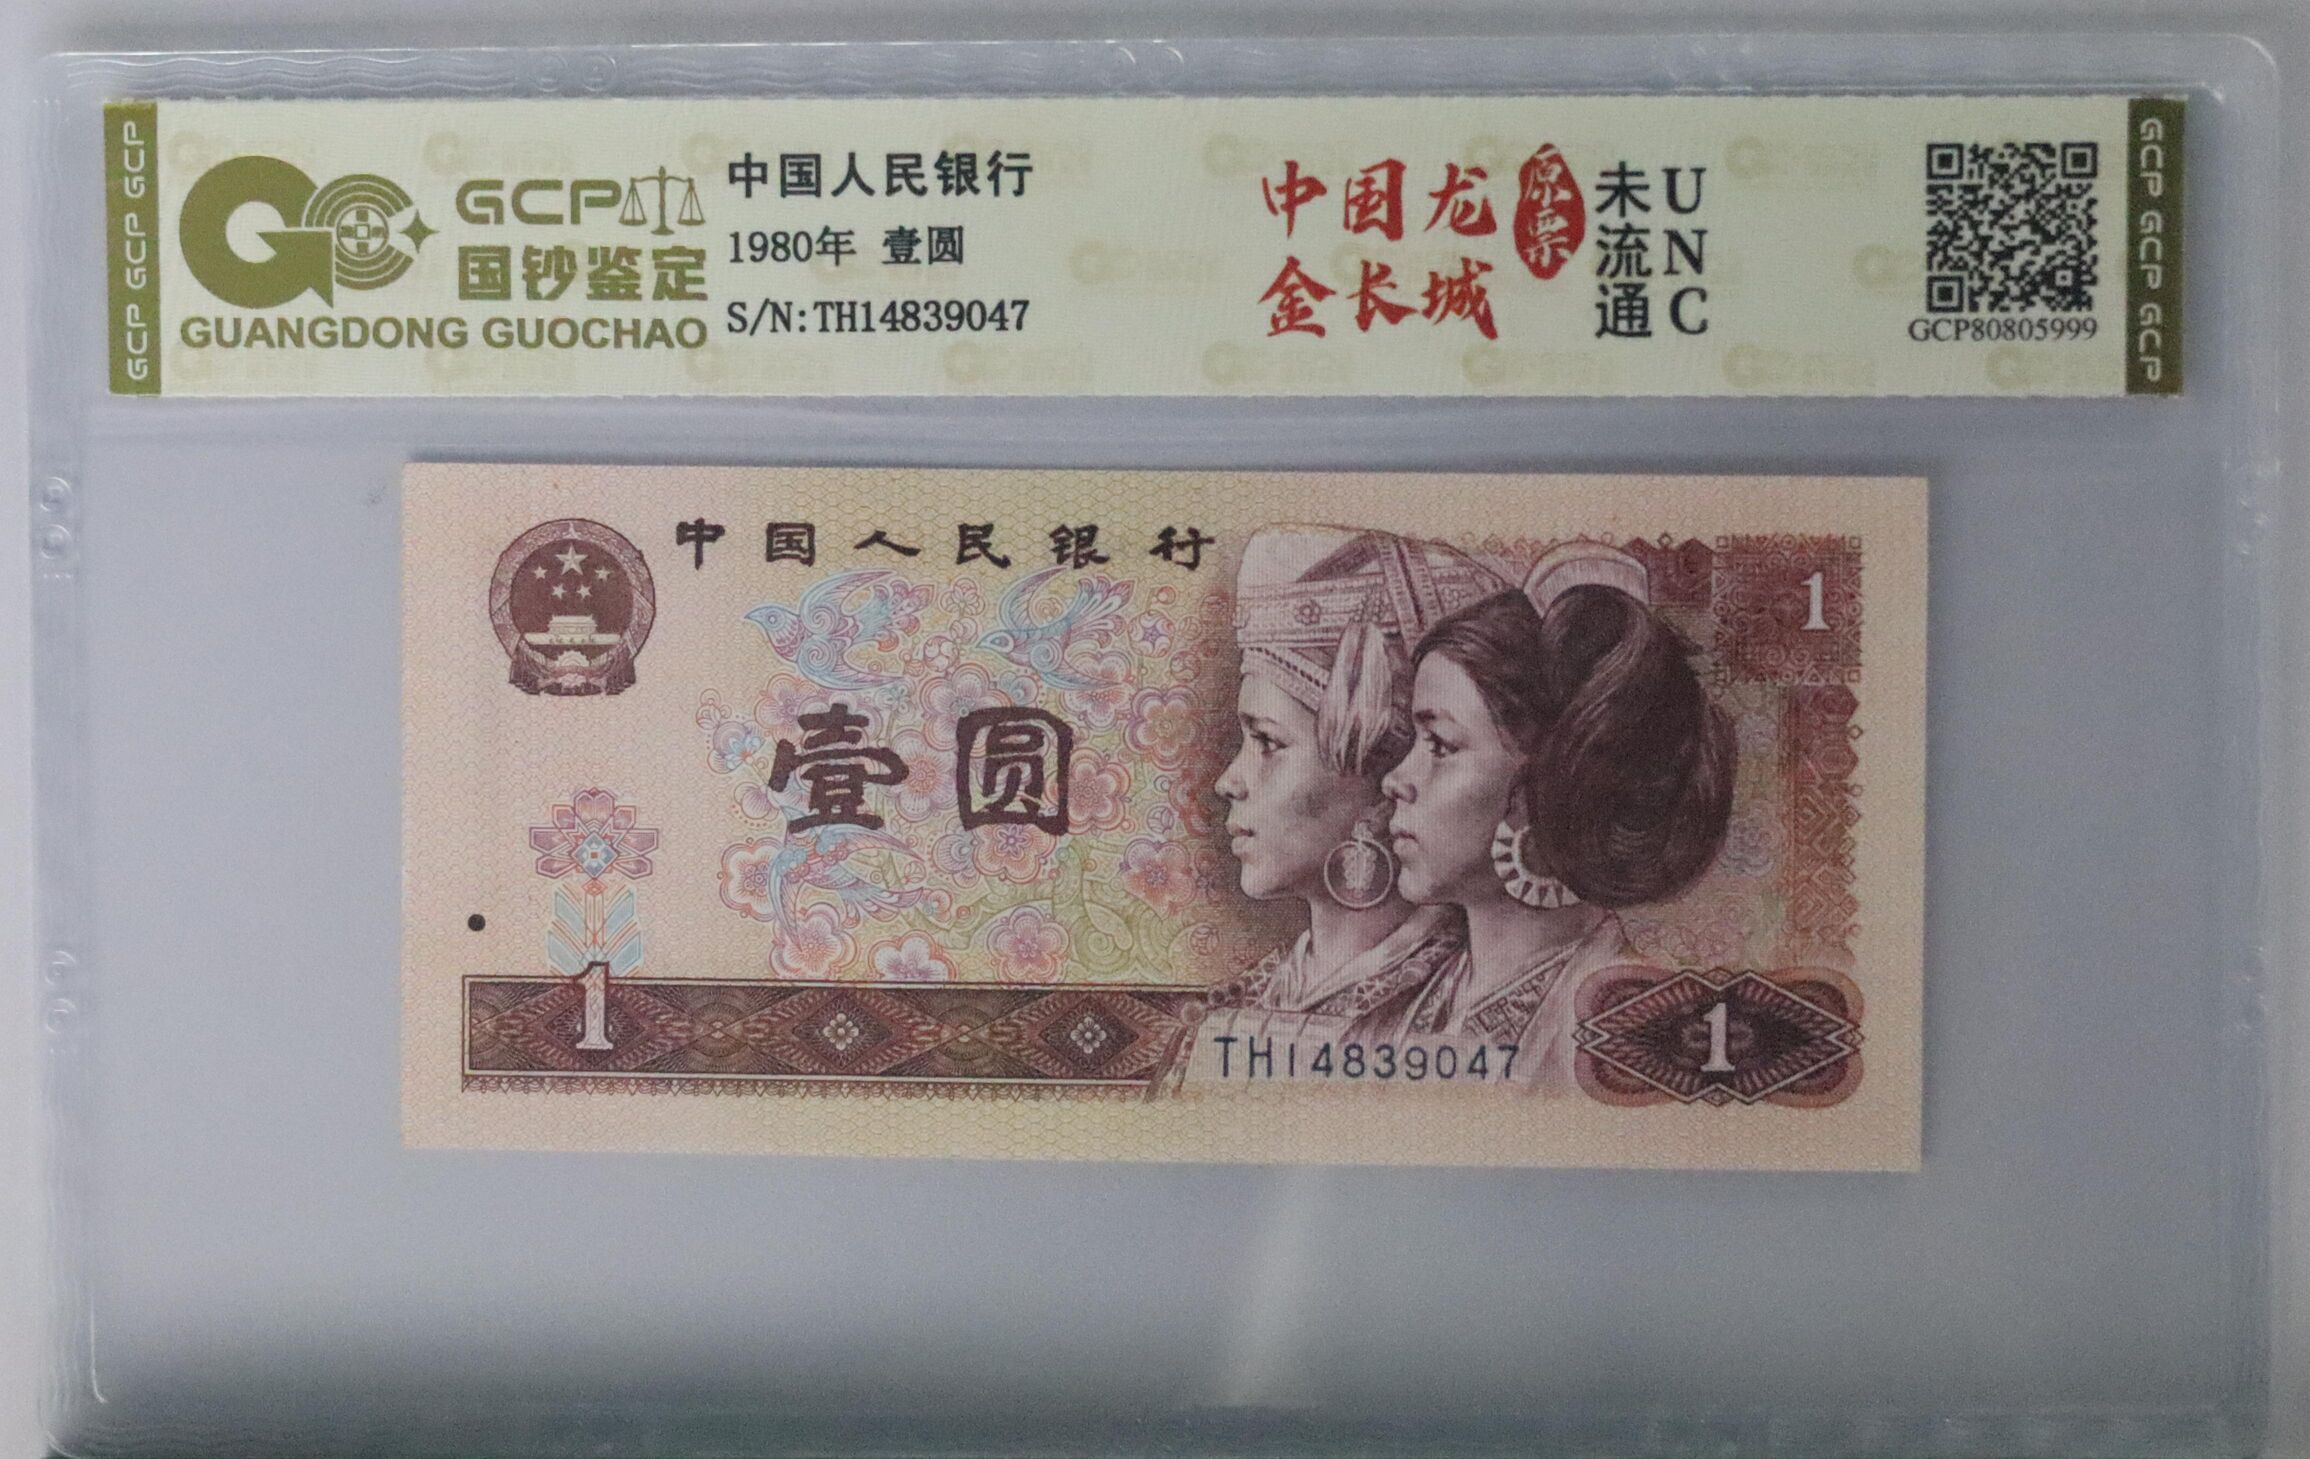 GCP GCP GCP
GCP
国钞鉴定
GUANGDONG GUOCHAO
中国人民银行
1980年 壹圆
S/N:TH14839047
中国龙
金长城
原票
未流通
UNC
GCP80805999
GCP GCP GCP
中国人民银行
1
壹圆
1
TH14839047
1